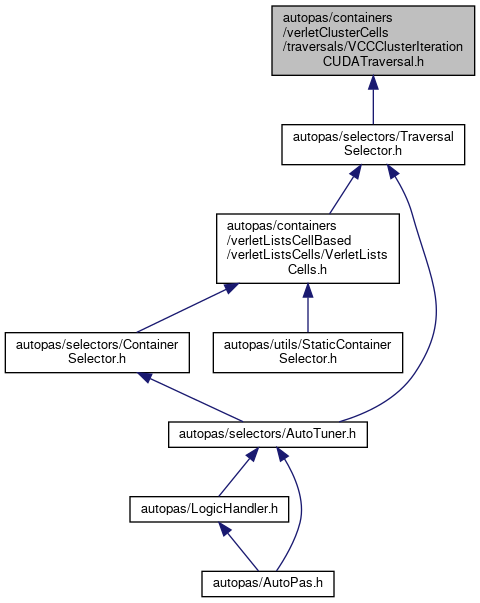 autopas/containers
/verletClusterCells
/traversals/VCCClusterIteration
CUDATraversal.h
autopas/selectors/Traversal
Selector.h
autopas/containers
/verletListsCellBased
/verletListsCells/VerletLists
Cells.h
autopas/selectors/Container
Selector.h
autopas/utils/StaticContainer
Selector.h
autopas/selectors/AutoTuner.h
autopas/LogicHandler.h
autopas/AutoPas.h